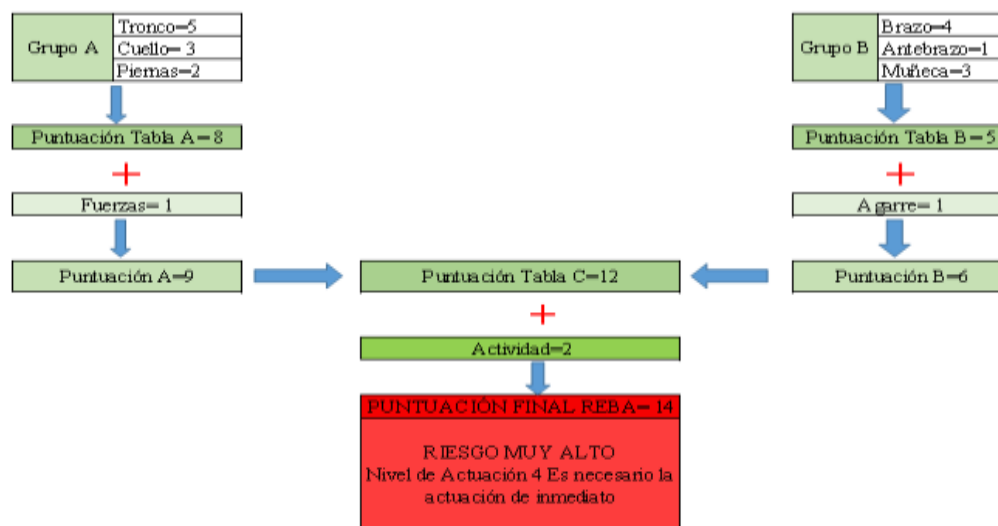 Grupo A
Tronco=5
Cuello= 3
Piernas=2
Puntuación Tabla A= 8
+
Fuerzas= 1
Puntuación A=9
Grupo B
Brazo=4
Antebrazo=1
Muñeca=3
Puntuación Tabla B= 5
+
Agarre= 1
Puntuación B=6
Puntuación Tabla C=12
+
Actividad=2
PUNTUACIÓN FINAL REBA= 14
RIESGO MUY ALTO
Nivel de Actuación 4 Es necesario la
actuación de inmediato